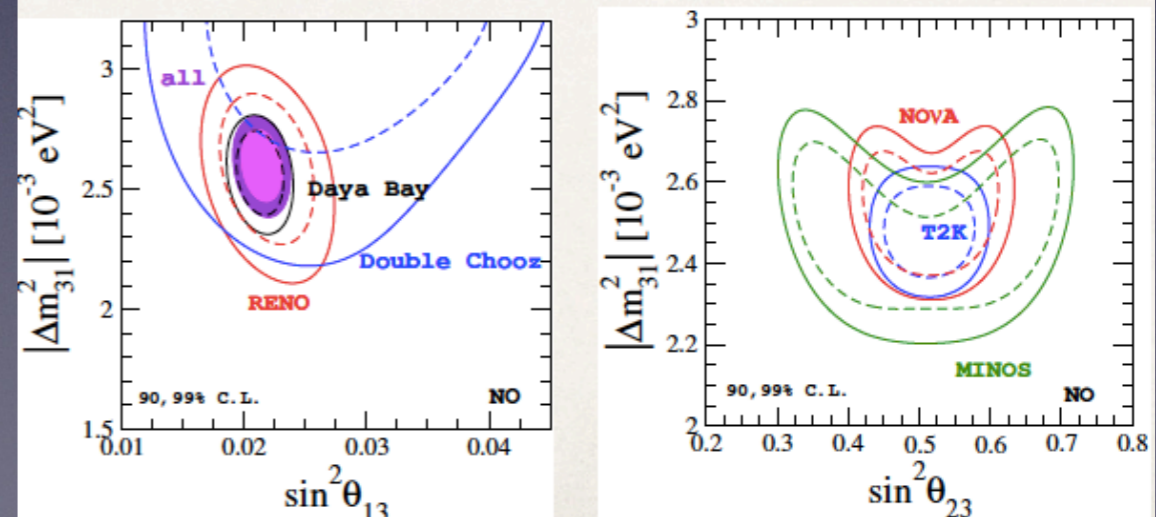 |Δm²₃₁| [10⁻³ eV²]
3
2.5
2
1.5
all
Daya Bay
Double Chooz
RENO
90,99% C.L.
NO
0.01 0.02 0.03 0.04
sin²θ₁₃
|Δm²₃₁| [10⁻³ eV²]
3
2.8
2.6
2.4
2.2
2
NOνA
T2K
MINOS
90,99% C.L.
NO
0.2 0.3 0.4 0.5 0.6 0.7 0.8
sin²θ₂₃